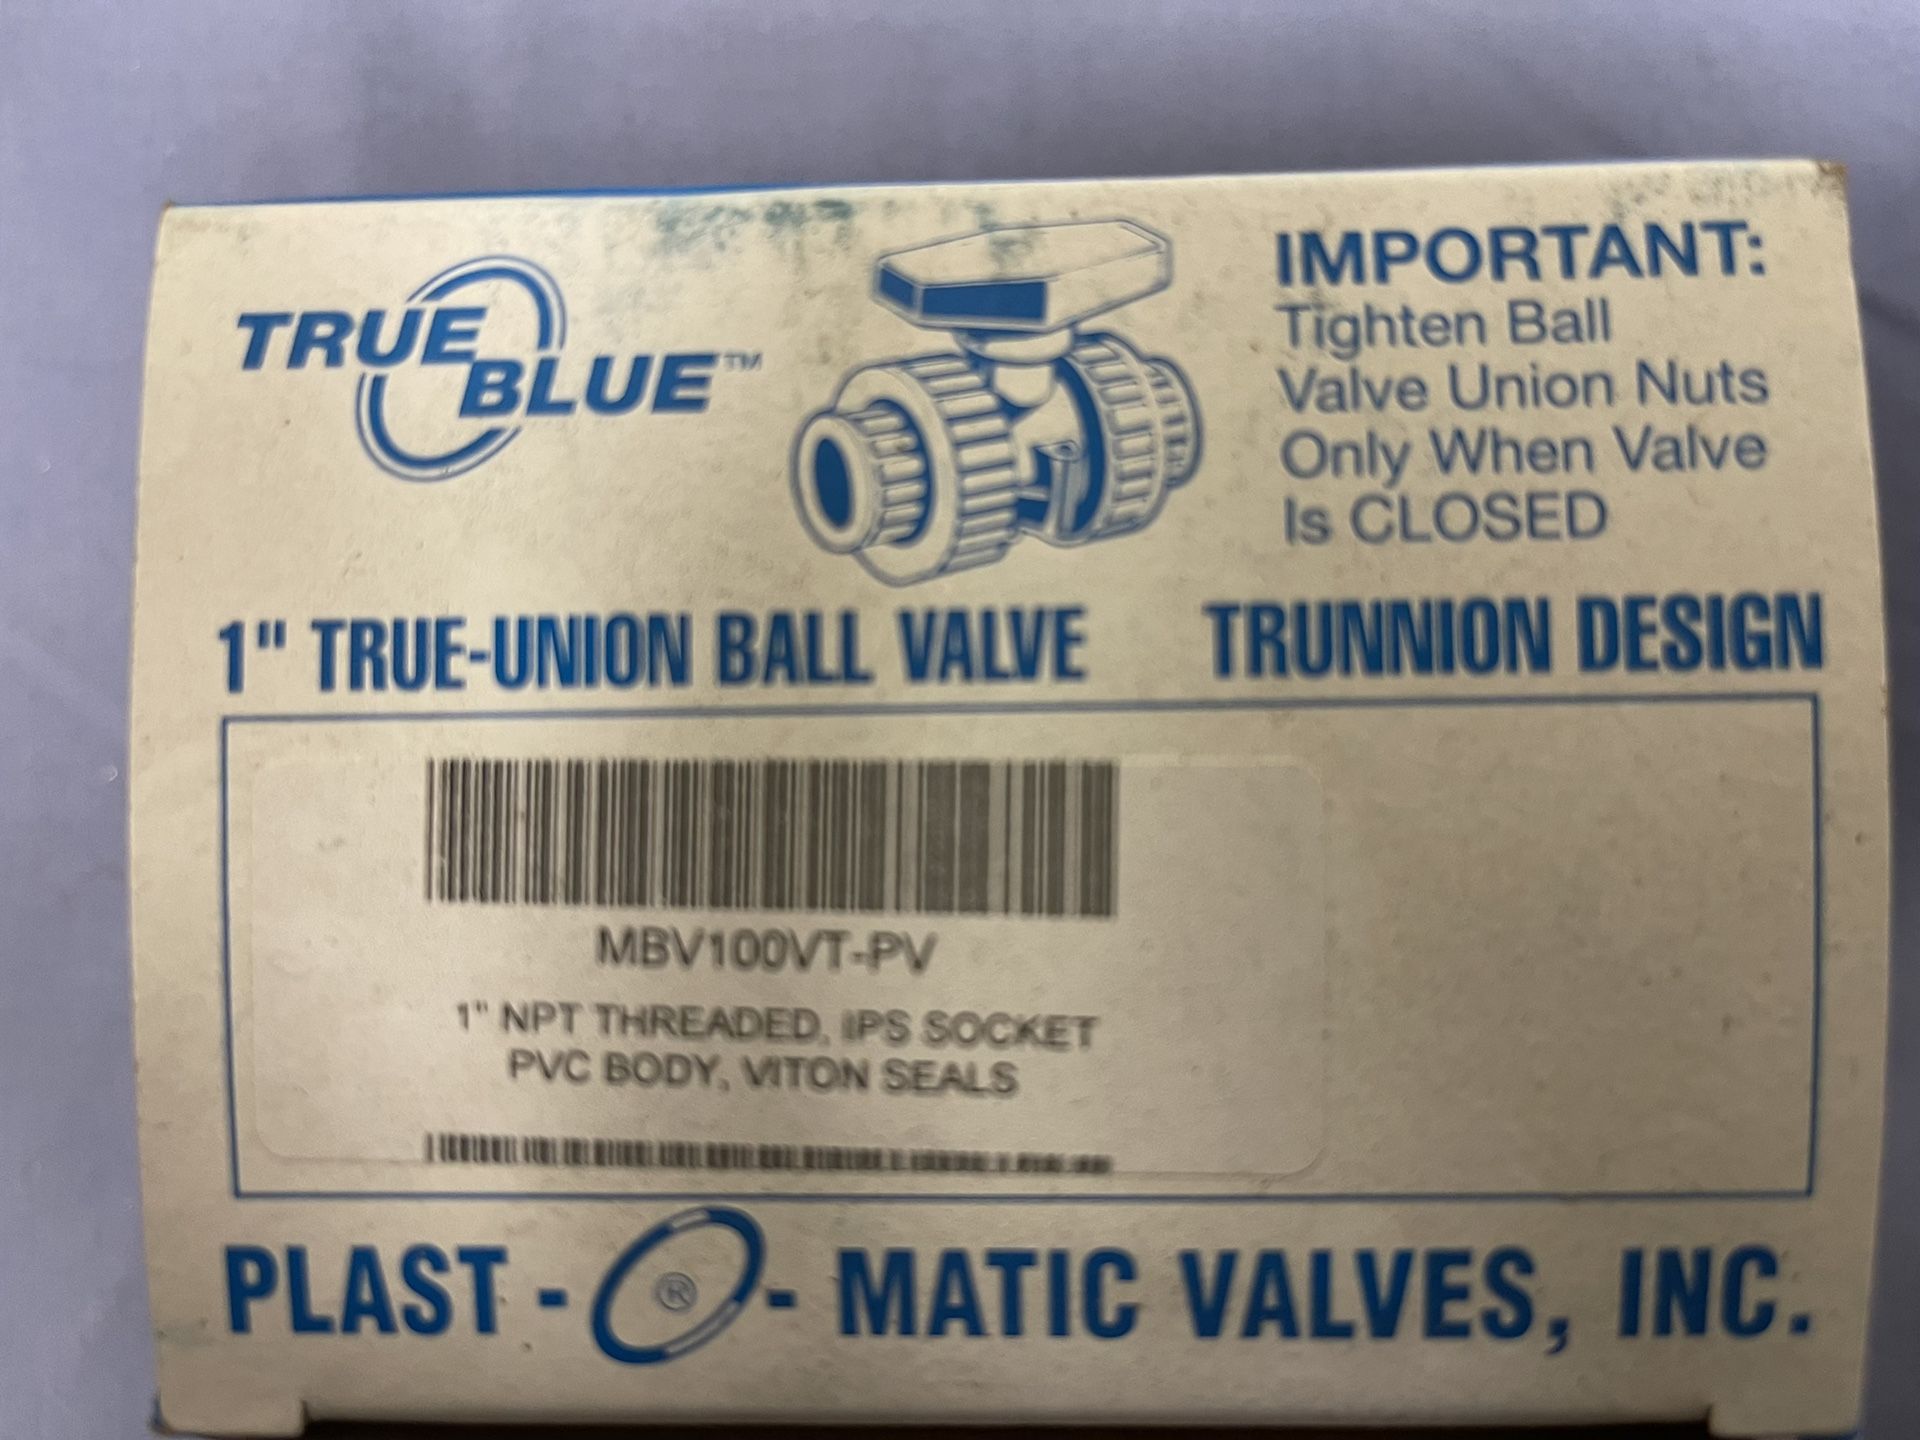 TRUE
BLUE™
IMPORTANT:
Tighten Ball
Valve Union Nuts
Only When Valve
Is CLOSED
1" TRUE-UNION BALL VALVE TRUNNION DESIGN
MBV100VT-PV
1" NPT THREADED, IPS SOCKET
PVC BODY, VITON SEALS
PLAST-O-MATIC VALVES, INC.
®